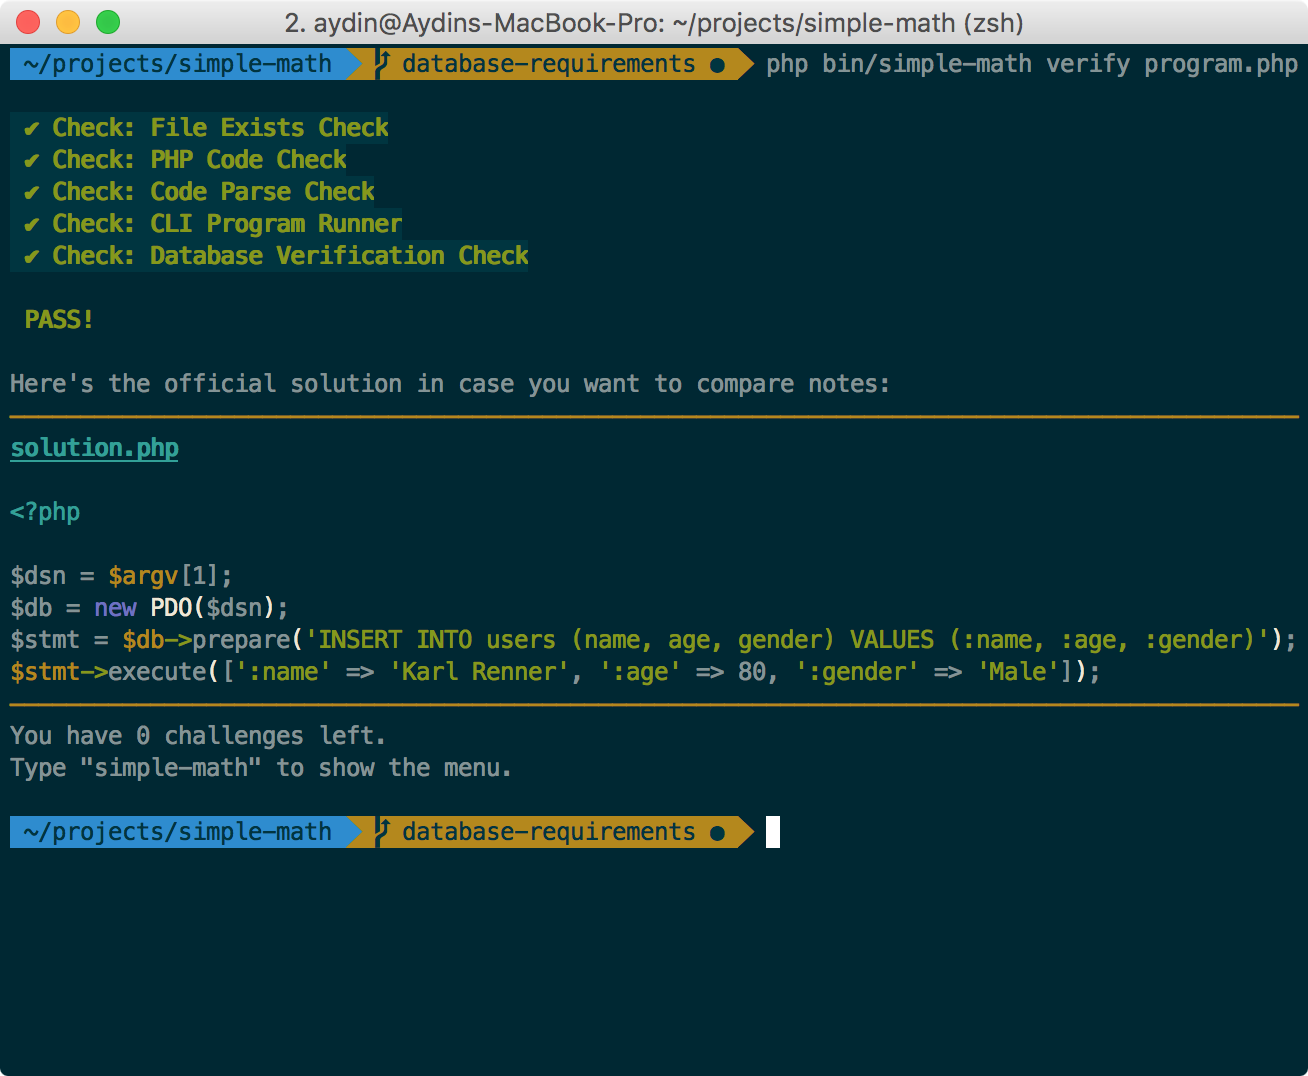 2. aydin@Aydins-MacBook-Pro: ~/projects/simple-math (zsh)
~/projects/simple-math database-requirements ● php bin/simple-math verify program.php
✔ Check: File Exists Check
✔ Check: PHP Code Check
✔ Check: Code Parse Check
✔ Check: CLI Program Runner
✔ Check: Database Verification Check
PASS!
Here's the official solution in case you want to compare notes:
solution.php
<?php
$dsn = $argv[1];
$db = new PDO($dsn);
$stmt = $db->prepare('INSERT INTO users (name, age, gender) VALUES (:name, :age, :gender)');
$stmt->execute([':name' => 'Karl Renner', ':age' => 80, ':gender' => 'Male']);
You have 0 challenges left.
Type "simple-math" to show the menu.
~/projects/simple-math database-requirements ●